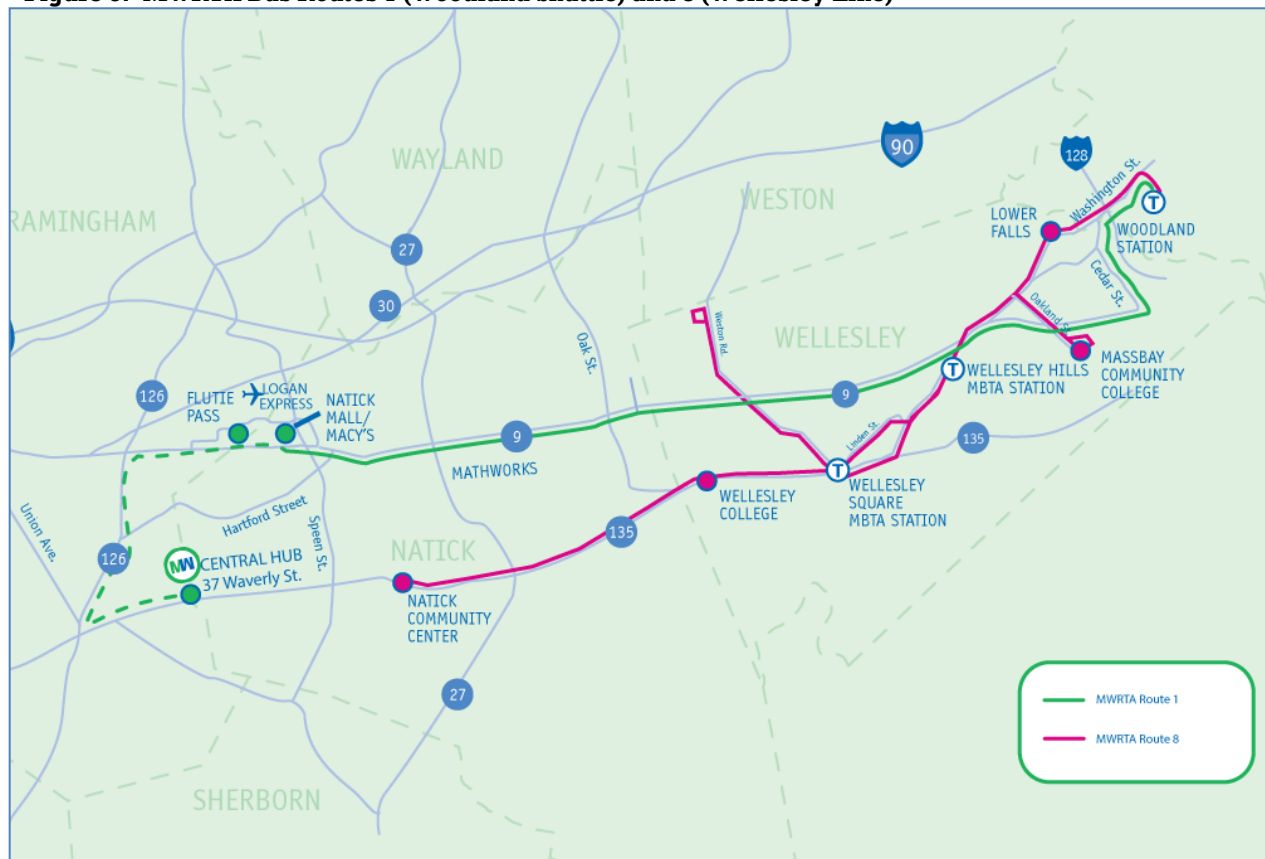 WAYLAND
90
128
Washington St.
WESTON
RAMINGHAM
LOWER
FALLS
WOODLAND
STATION
27
Cedar St.
30
Weston Rd.
Oakland St.
WELLESLEY
Oak St.
MASSBAY
COMMUNITY
COLLEGE
WELLESLEY HILLS
MBTA STATION
126
FLUTIE
PASS
LOGAN
EXPRESS
NATICK
MALL/
MACY'S
9
9
Linden St.
135
MATHWORKS
WELLESLEY
SQUARE
MBTA STATION
WELLESLEY
COLLEGE
Union Ave.
Hartford Street
Speen St.
135
126
MW
CENTRAL HUB
37 Waverly St.
NATICK
NATICK
COMMUNITY
CENTER
27
SHERBORN
MWRTA Route 1
MWRTA Route 8
T
T
T